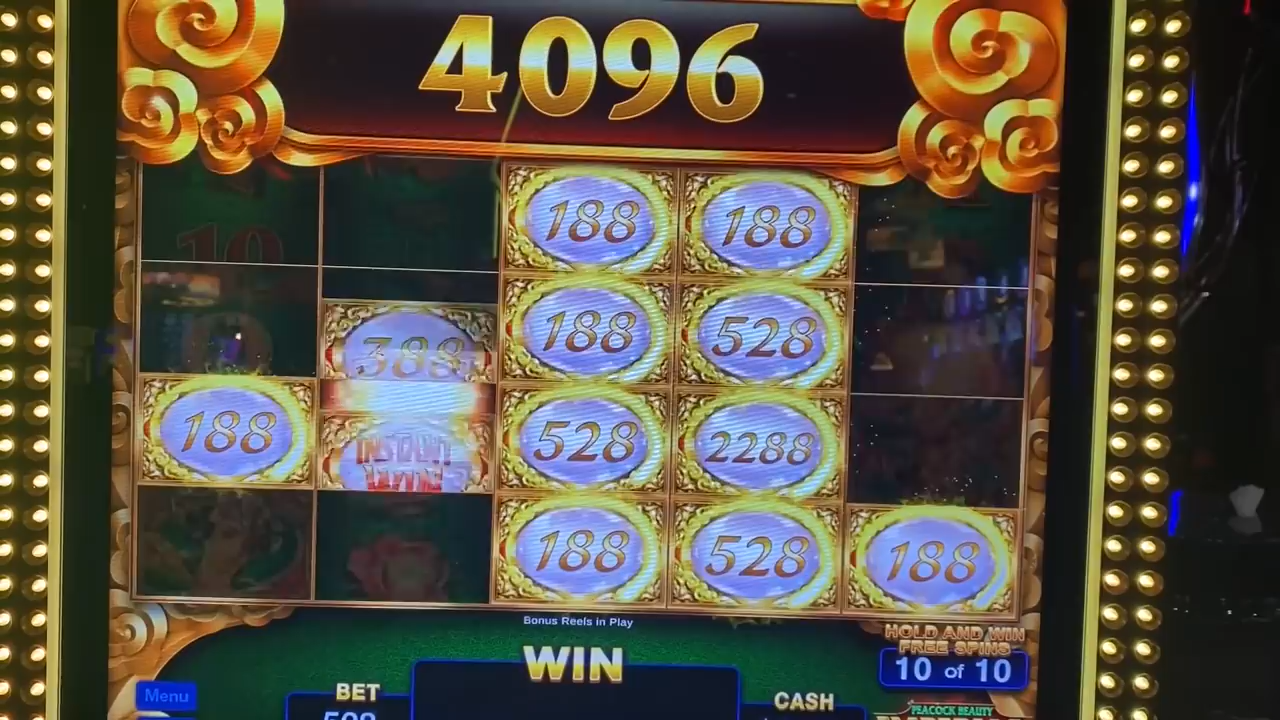 4096
10
188 188
388 188 528
188 INSTANT 528 2288
188 528 188
Bonus Reels in Play
WIN
HOLD AND WIN
FREE SPINS
10 of 10
Menu
BET
CASH
PEACOCK BEAUTY